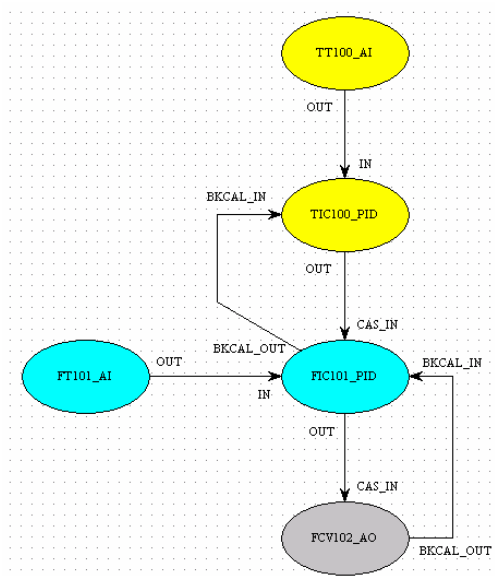 TT100_AI
OUT
IN
BKCAL_IN
TIC100_PID
OUT
CAS_IN
BKCAL_OUT
OUT
BKCAL_IN
FT101_AI
FIC101_PID
IN
OUT
CAS_IN
FCV102_AO
BKCAL_OUT